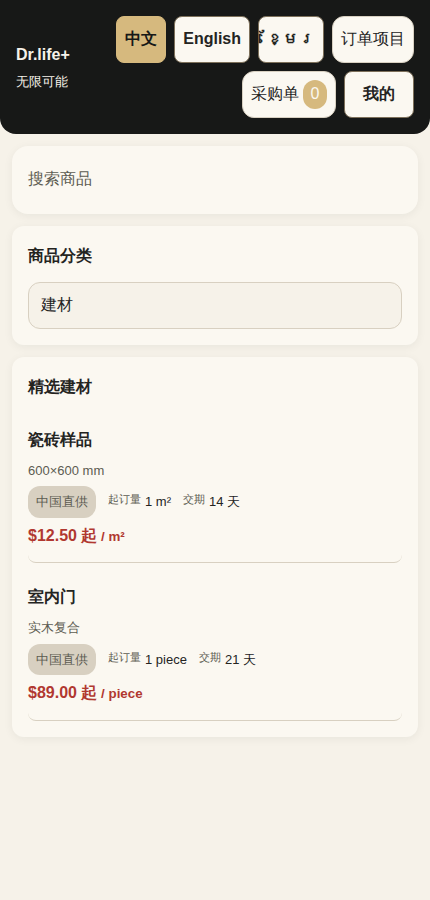 Dr.life+
无限可能
中文
English
ខ្មែរ
订单项目
采购单 0
我的
搜索商品
商品分类
建材
精选建材
瓷砖样品
600×600 mm
中国直供 起订量 1 m² 交期 14 天
$12.50 起 / m²
室内门
实木复合
中国直供 起订量 1 piece 交期 21 天
$89.00 起 / piece